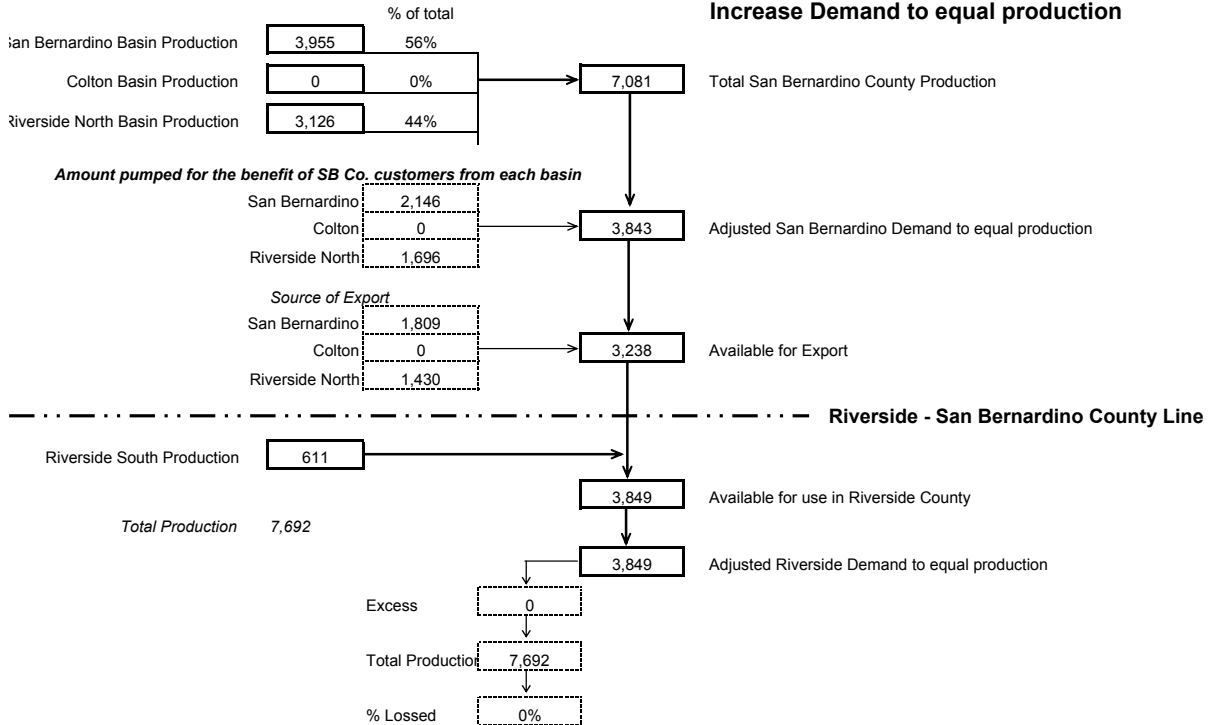 % of total
Increase Demand to equal production
San Bernardino Basin Production 3,955 56%
Colton Basin Production 0 0% 7,081 Total San Bernardino County Production
Riverside North Basin Production 3,126 44%
Amount pumped for the benefit of SB Co. customers from each basin
San Bernardino 2,146
Colton 0 3,843 Adjusted San Bernardino Demand to equal production
Riverside North 1,696
Source of Export
San Bernardino 1,809
Colton 0 3,238 Available for Export
Riverside North 1,430
Riverside - San Bernardino County Line
Riverside South Production 611
3,849 Available for use in Riverside County
Total Production 7,692
3,849 Adjusted Riverside Demand to equal production
Excess 0
Total Production 7,692
% Lossed 0%